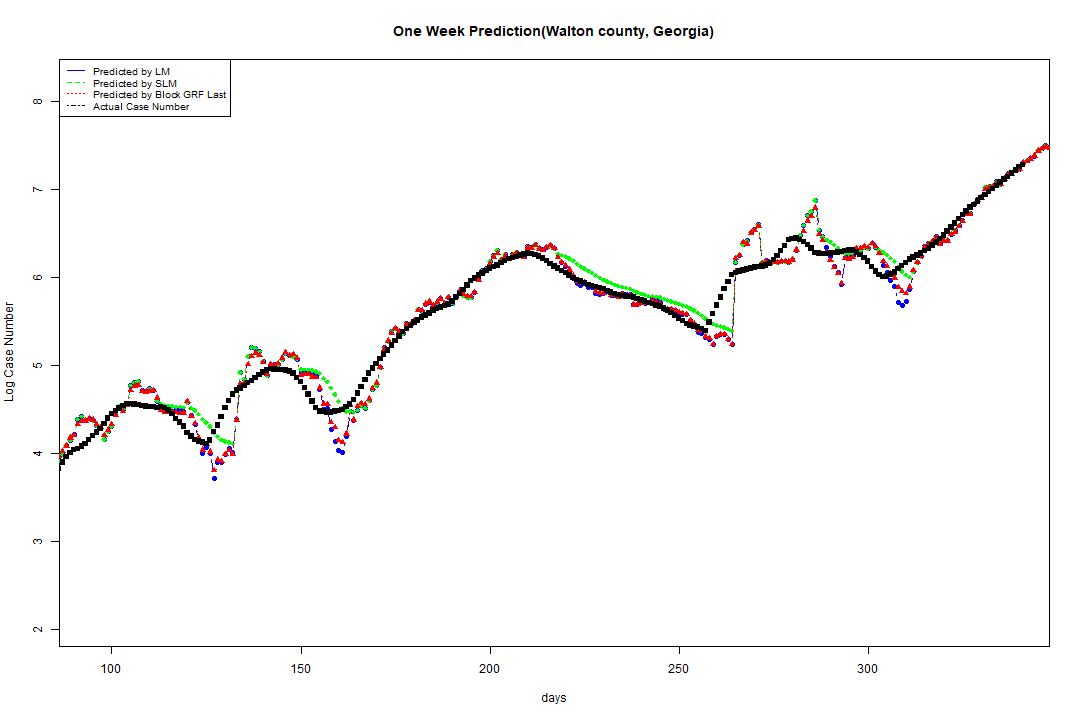 One Week Prediction(Walton county, Georgia)
Predicted by LM
Predicted by SLM
Predicted by Block GRF Last
Actual Case Number
8
7
6
5
4
3
2
Log Case Number
100 150 200 250 300
days